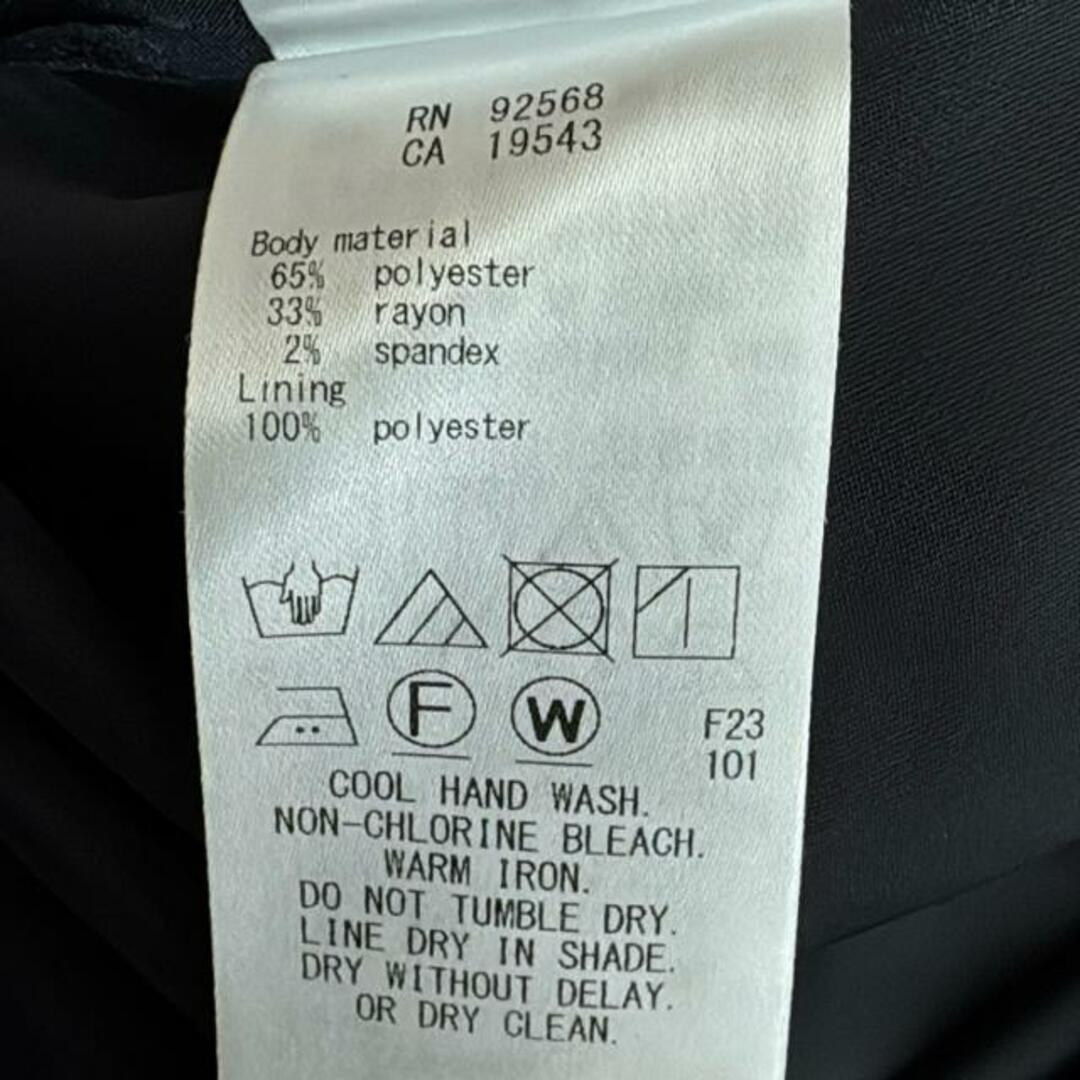 RN 92568
CA 19543
Body material
65% polyester
33% rayon
2% spandex
Lining
100% polyester
F W F23
101
COOL HAND WASH.
NON-CHLORINE BLEACH.
WARM IRON.
DO NOT TUMBLE DRY.
LINE DRY IN SHADE.
DRY WITHOUT DELAY.
OR DRY CLEAN.